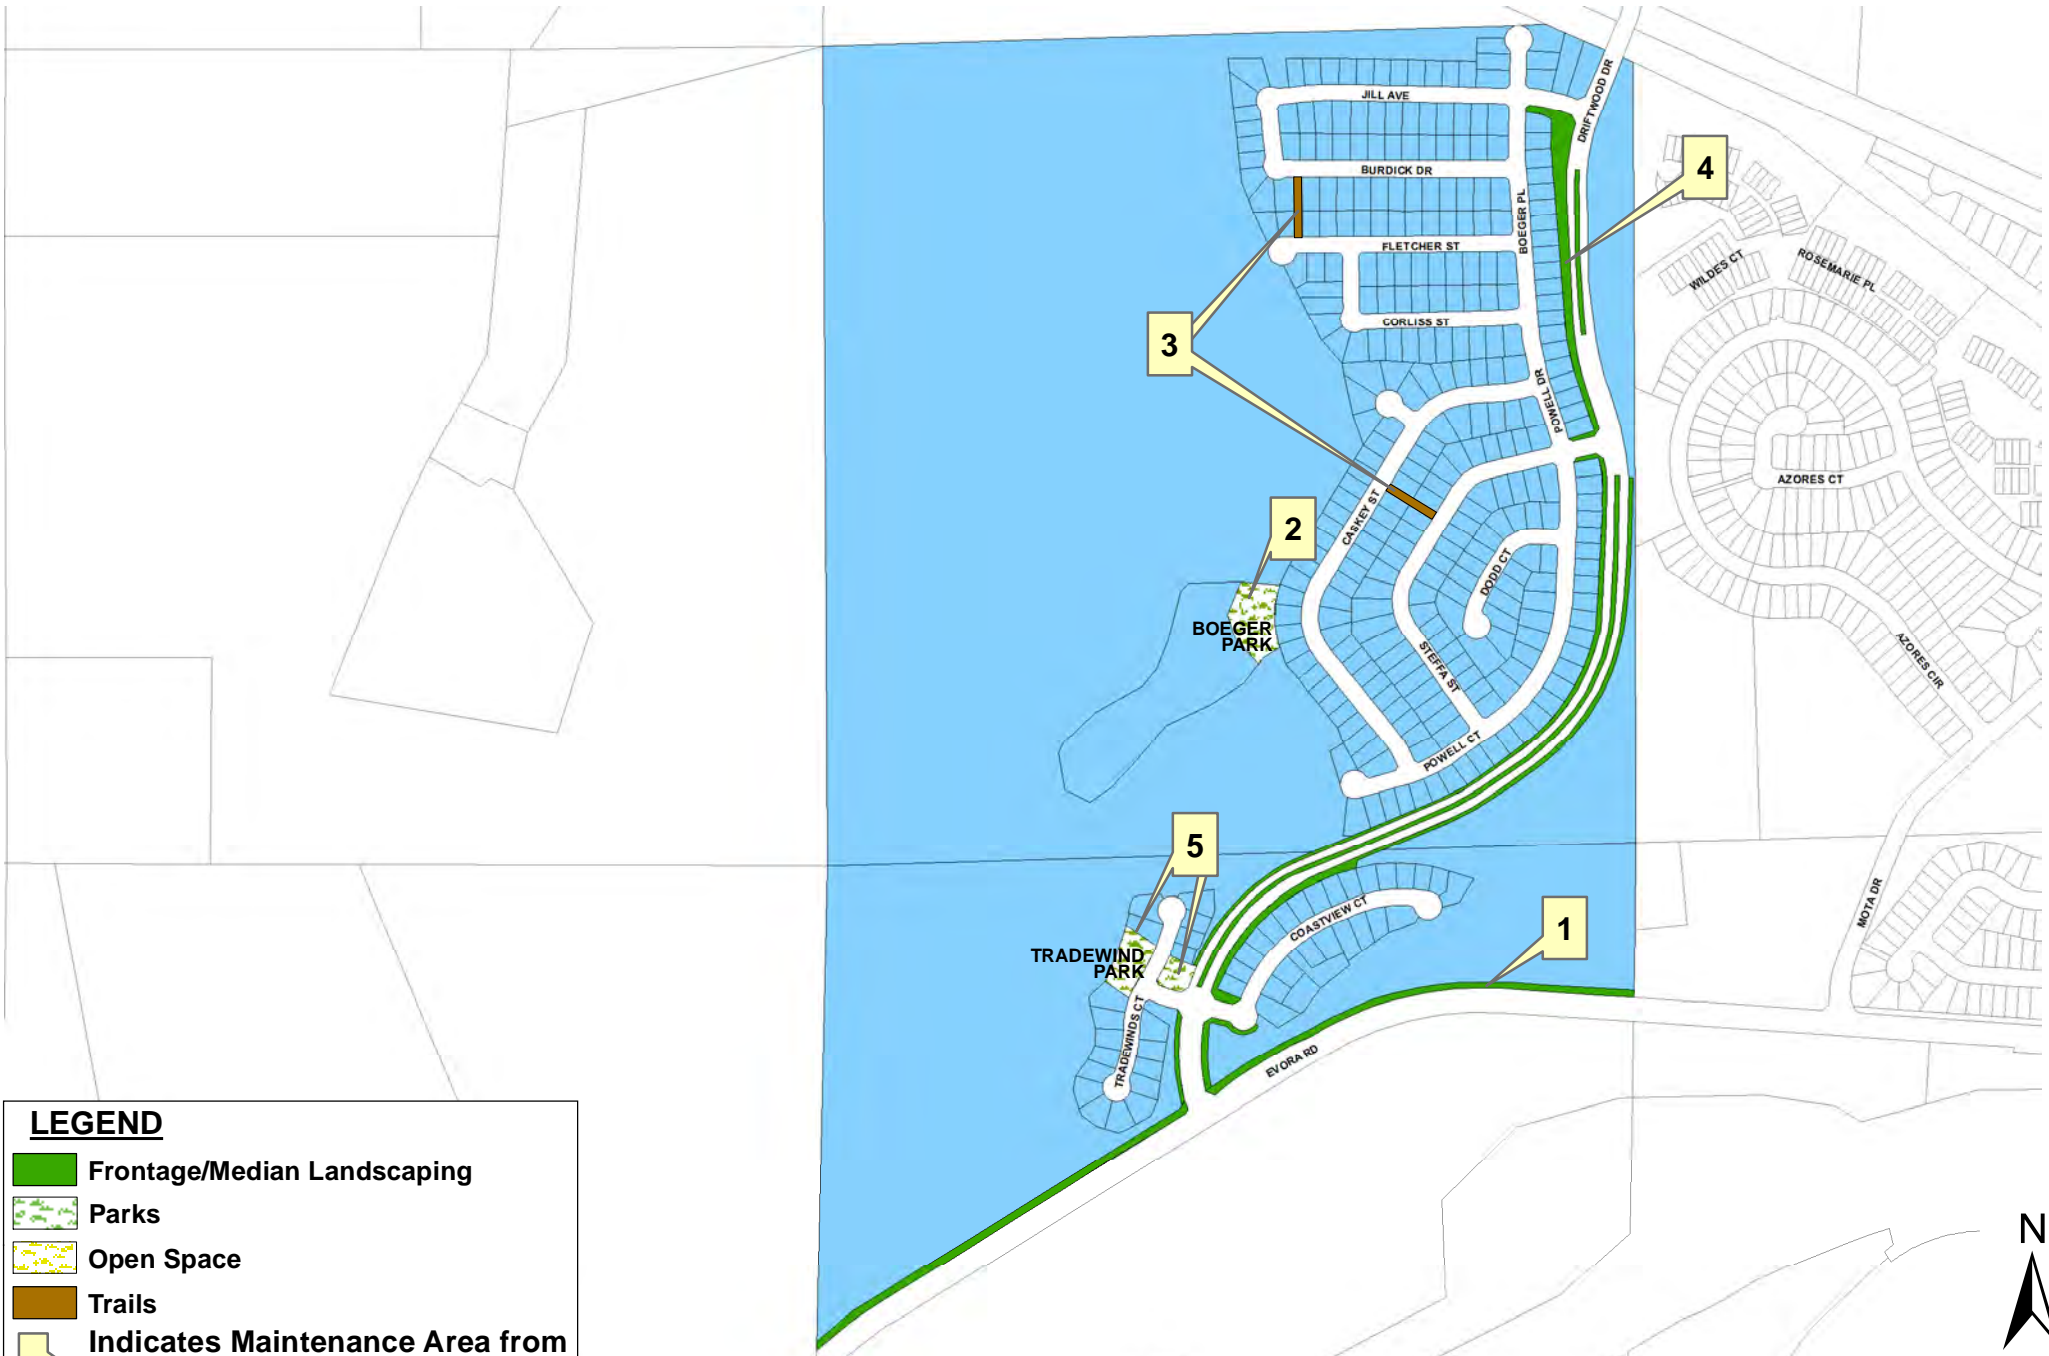 JILL AVE
DRIFTWOOD DR
4
BURDICK DR
BOEGER PL
FLETCHER ST
WILDES CT
ROSEMARIE PL
3
CORLISS ST
POWELL DR
AZORES CT
CASKEY ST
2
DODD CT
BOEGER
PARK
STEFFA ST
AZORES CIR
POWELL CT
5
COASTVIEW CT
MOTA DR
1
TRADEWIND
PARK
TRADEWINDS CT
EVORA RD
LEGEND
Frontage/Median Landscaping
Parks
Open Space
Trails
Indicates Maintenance Area from
N